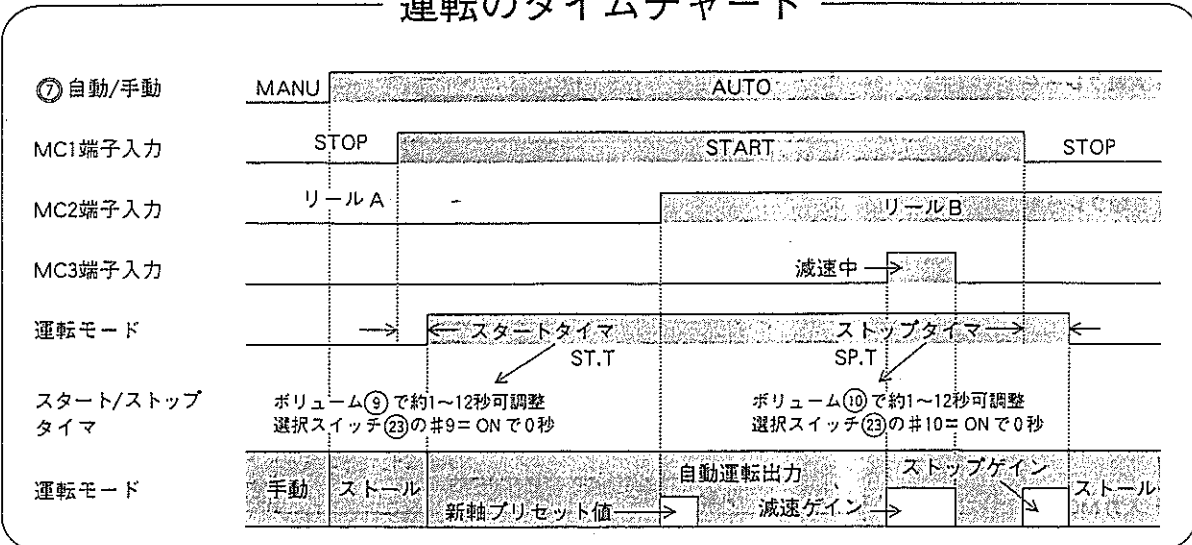 運転のタイムチャート
⑦自動/手動 MANU AUTO
MC1端子入力 STOP START STOP
MC2端子入力 リールA リールB
MC3端子入力 減速中
運転モード スタートタイマ ストップタイマ
ST.T SP.T
スタート/ストップ
タイマ
ボリューム⑨で約1~12秒可調整
選択スイッチ㉓の#9=ONで0秒
ボリューム⑩で約1~12秒可調整
選択スイッチ㉓の#10=ONで0秒
運転モード 手動 ストール 自動運転出力 ストップゲイン ストール
新軸プリセット値 減速ゲイン